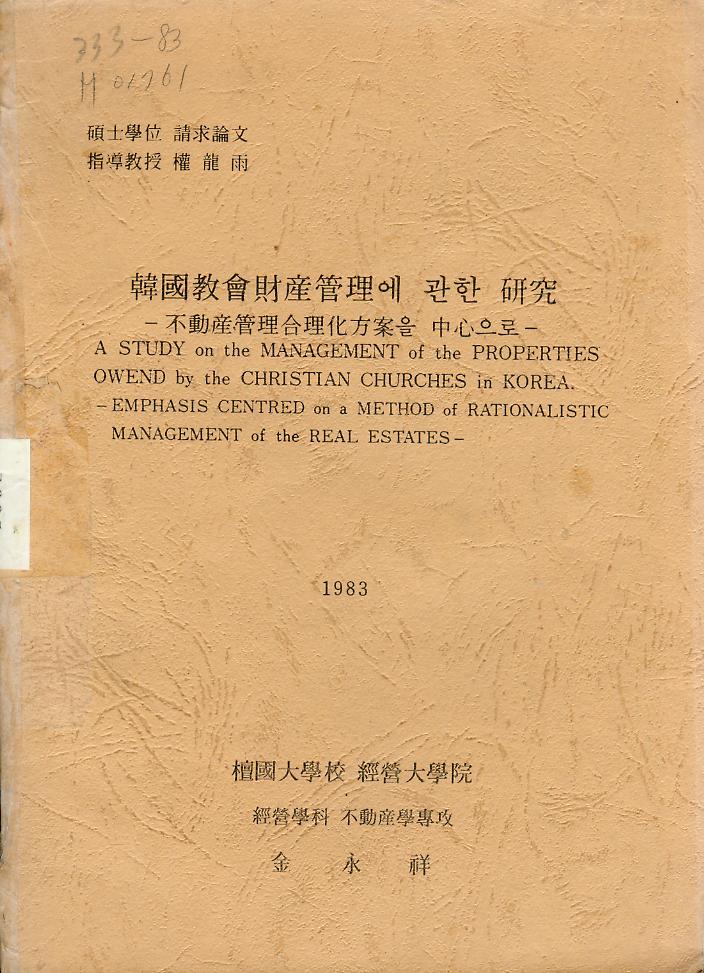 333-83
碩士學位 請求論文
指導教授 權 龍 雨
韓國教會財産管理에 관한 研究
－不動産管理合理化方案을 中心으로－
A STUDY on the MANAGEMENT of the PROPERTIES
OWEND by the CHRISTIAN CHURCHES in KOREA.
－EMPHASIS CENTRED on a METHOD of RATIONALISTIC
MANAGEMENT of the REAL ESTATES－
1983
檀國大學校 經營大學院
經營學科 不動産學專攻
金 永 祥